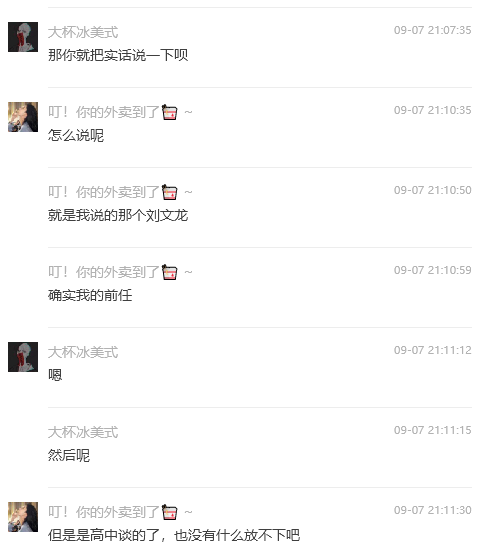 大杯冰美式 09-07 21:07:35
那你就把实话说一下呗
叮！你的外卖到了 ~ 09-07 21:10:35
怎么说呢
叮！你的外卖到了 ~ 09-07 21:10:50
就是我说的那个刘文龙
叮！你的外卖到了 ~ 09-07 21:10:59
确实我的前任
大杯冰美式 09-07 21:11:12
嗯
大杯冰美式 09-07 21:11:15
然后呢
叮！你的外卖到了 ~ 09-07 21:11:30
但是是高中谈的了，也没有什么放不下吧